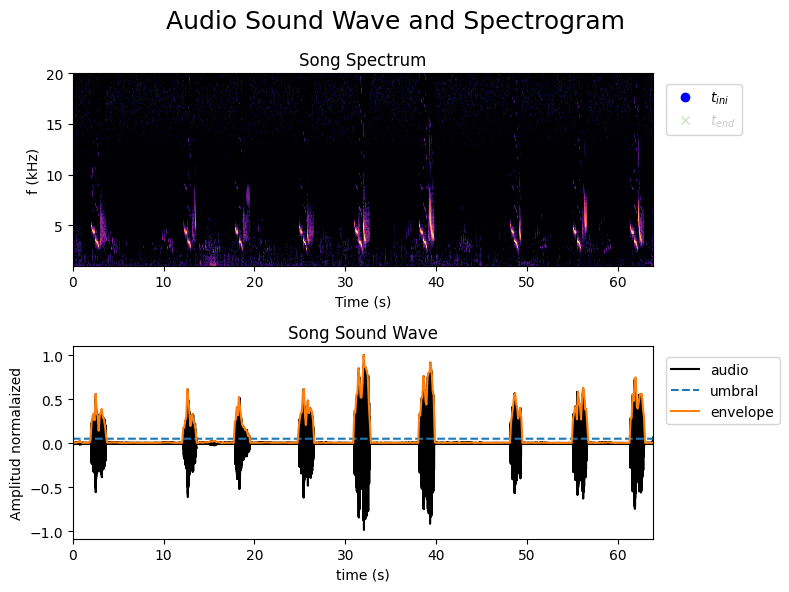 Audio Sound Wave and Spectrogram
Song Spectrum
20
15
10
5
f (kHz)
0 10 20 30 40 50 60
Time (s)
t_ini
t_end
Song Sound Wave
1.0
0.5
0.0
−0.5
−1.0
Amplitud normalaized
0 10 20 30 40 50 60
time (s)
audio
umbral
envelope